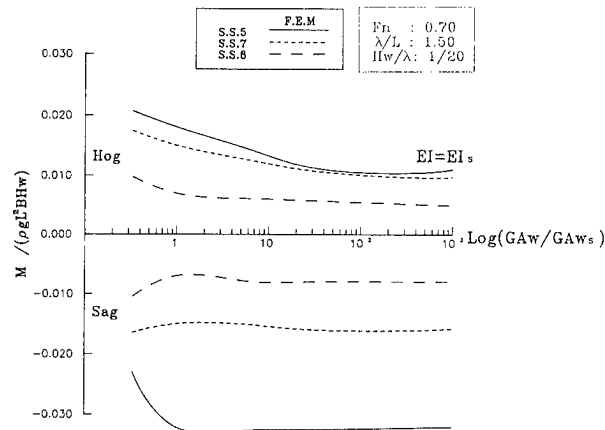 F.E.M
S.S.5
S.S.7
S.S.8
Fn : 0.70
λ/L : 1.50
Hw/λ: 1/20
0.030
0.020
0.010
0.000
-0.010
-0.020
-0.030
M /(ρgL²BHw)
Hog
Sag
EI=EIs
1
10
10²
10³
Log(GAw/GAws)